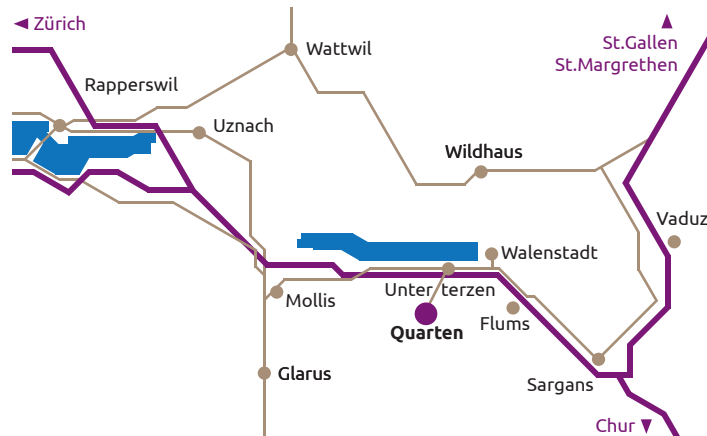 Zürich
St.Gallen
St.Margrethen
Wattwil
Rapperswil
Uznach
Wildhaus
Vaduz
Walenstadt
Unterterzen
Mollis
Flums
Quarten
Glarus
Sargans
Chur